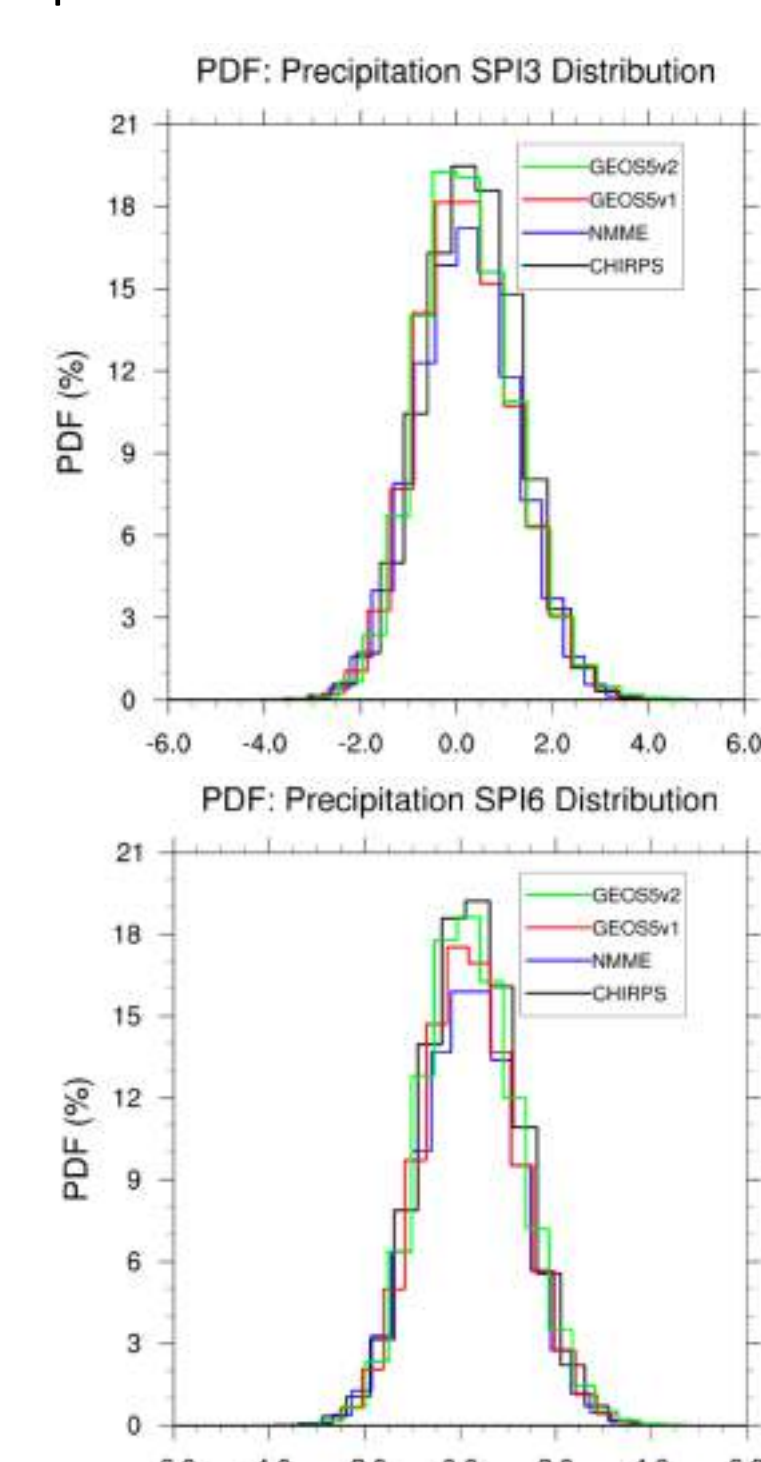 PDF: Precipitation SPI3 Distribution
21
18
15
12
9
6
3
0
PDF (%)
GEOS5v2
GEOS5v1
NMME
CHIRPS
-6.0 -4.0 -2.0 0.0 2.0 4.0 6.0
PDF: Precipitation SPI6 Distribution
21
18
15
12
9
6
3
0
PDF (%)
GEOS5v2
GEOS5v1
NMME
CHIRPS